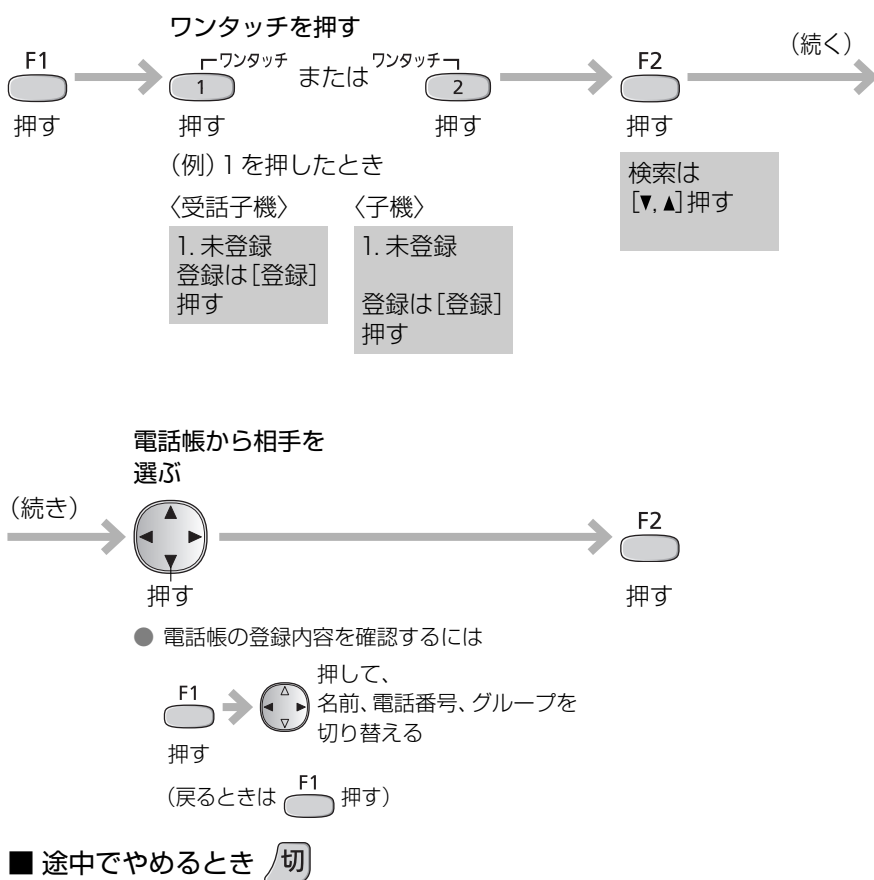 ワンタッチを押す
(続く)
F1
ワンタッチ
1
または
ワンタッチ
2
F2
押す
押す
押す
押す
(例)1を押したとき
〈受話子機〉
〈子機〉
1. 未登録
登録は[登録]
押す
1. 未登録
登録は[登録]
押す
検索は
[▼,▲]押す
電話帳から相手を
選ぶ
(続き)
▲
◀ ▶
▼
F2
押す
押す
● 電話帳の登録内容を確認するには
F1
押す
押して、
名前、電話番号、グループを
切り替える
(戻るときは F1 押す)
■ 途中でやめるとき 切